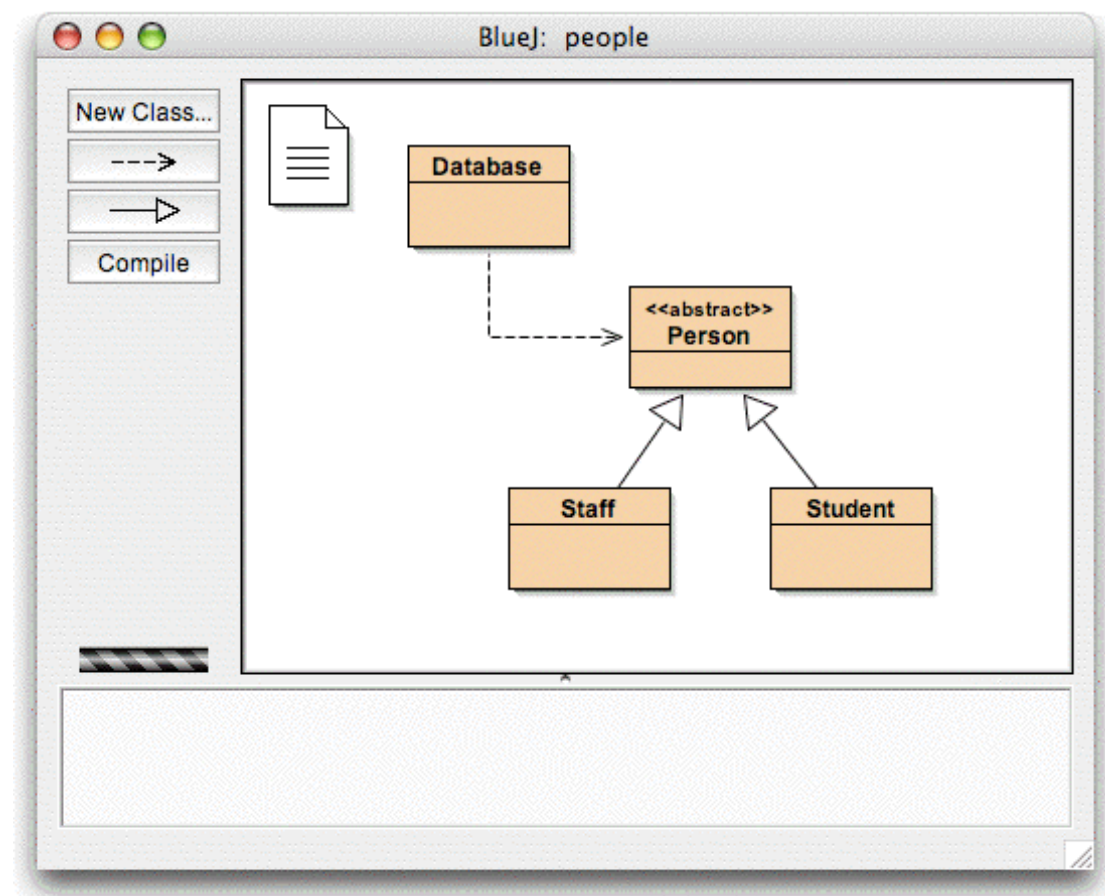 BlueJ: people
New Class...
Compile
Database
<<abstract>>
Person
Staff
Student